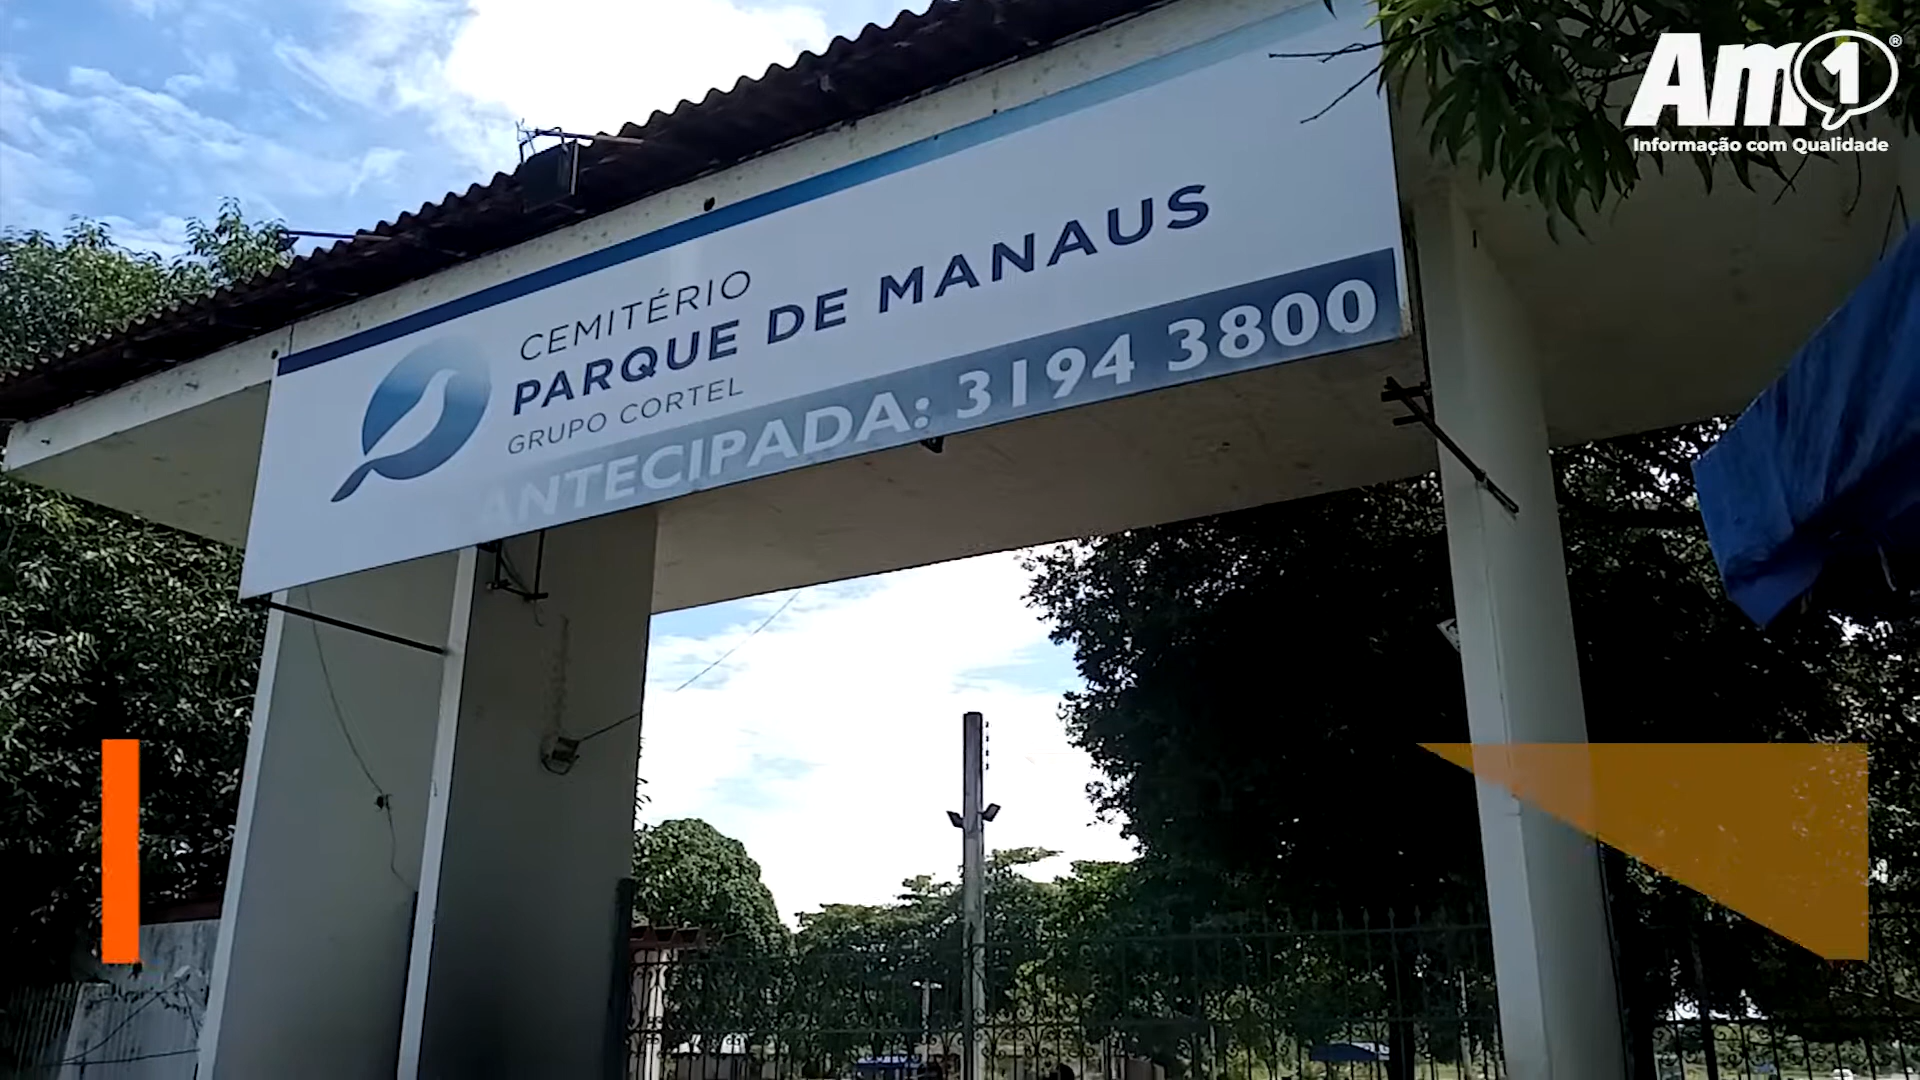 Am1®
Informação com Qualidade
CEMITÉRIO
PARQUE DE MANAUS
GRUPO CORTEL
ANTECIPADA: 3194 3800